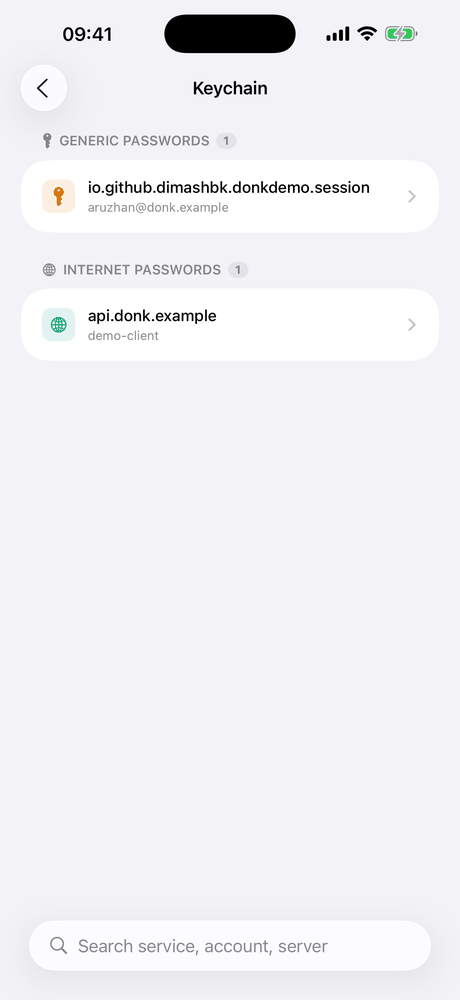 09:41
Keychain
GENERIC PASSWORDS 1
io.github.dimashbk.donkdemo.session
aruzhan@donk.example
INTERNET PASSWORDS 1
api.donk.example
demo-client
Search service, account, server